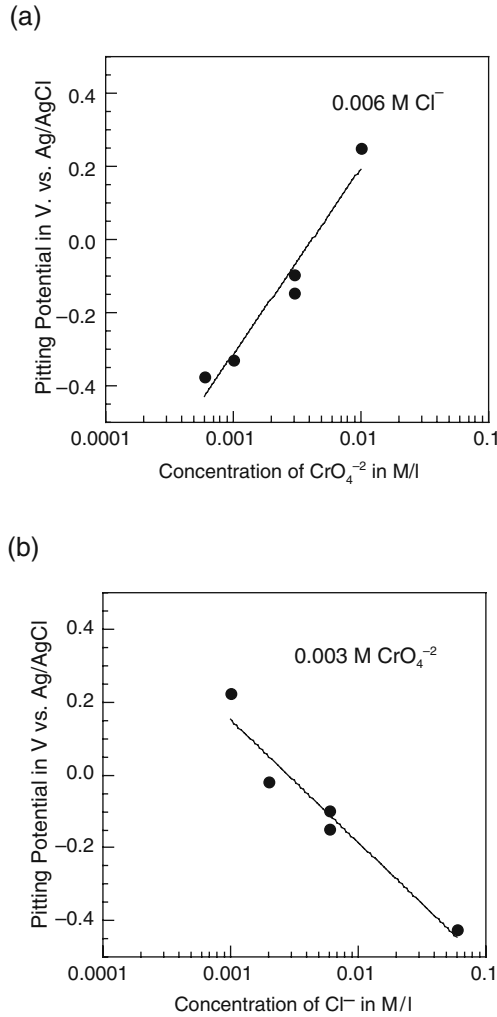 (a)
Pitting Potential in V. vs. Ag/AgCl
0.4
0.2
0.0
−0.2
−0.4
0.006 M Cl⁻
0.0001 0.001 0.01 0.1
Concentration of CrO₄⁻² in M/l
(b)
Pitting Potential in V vs. Ag/AgCl
0.4
0.2
0.0
−0.2
−0.4
0.003 M CrO₄⁻²
0.0001 0.001 0.01 0.1
Concentration of Cl⁻ in M/l